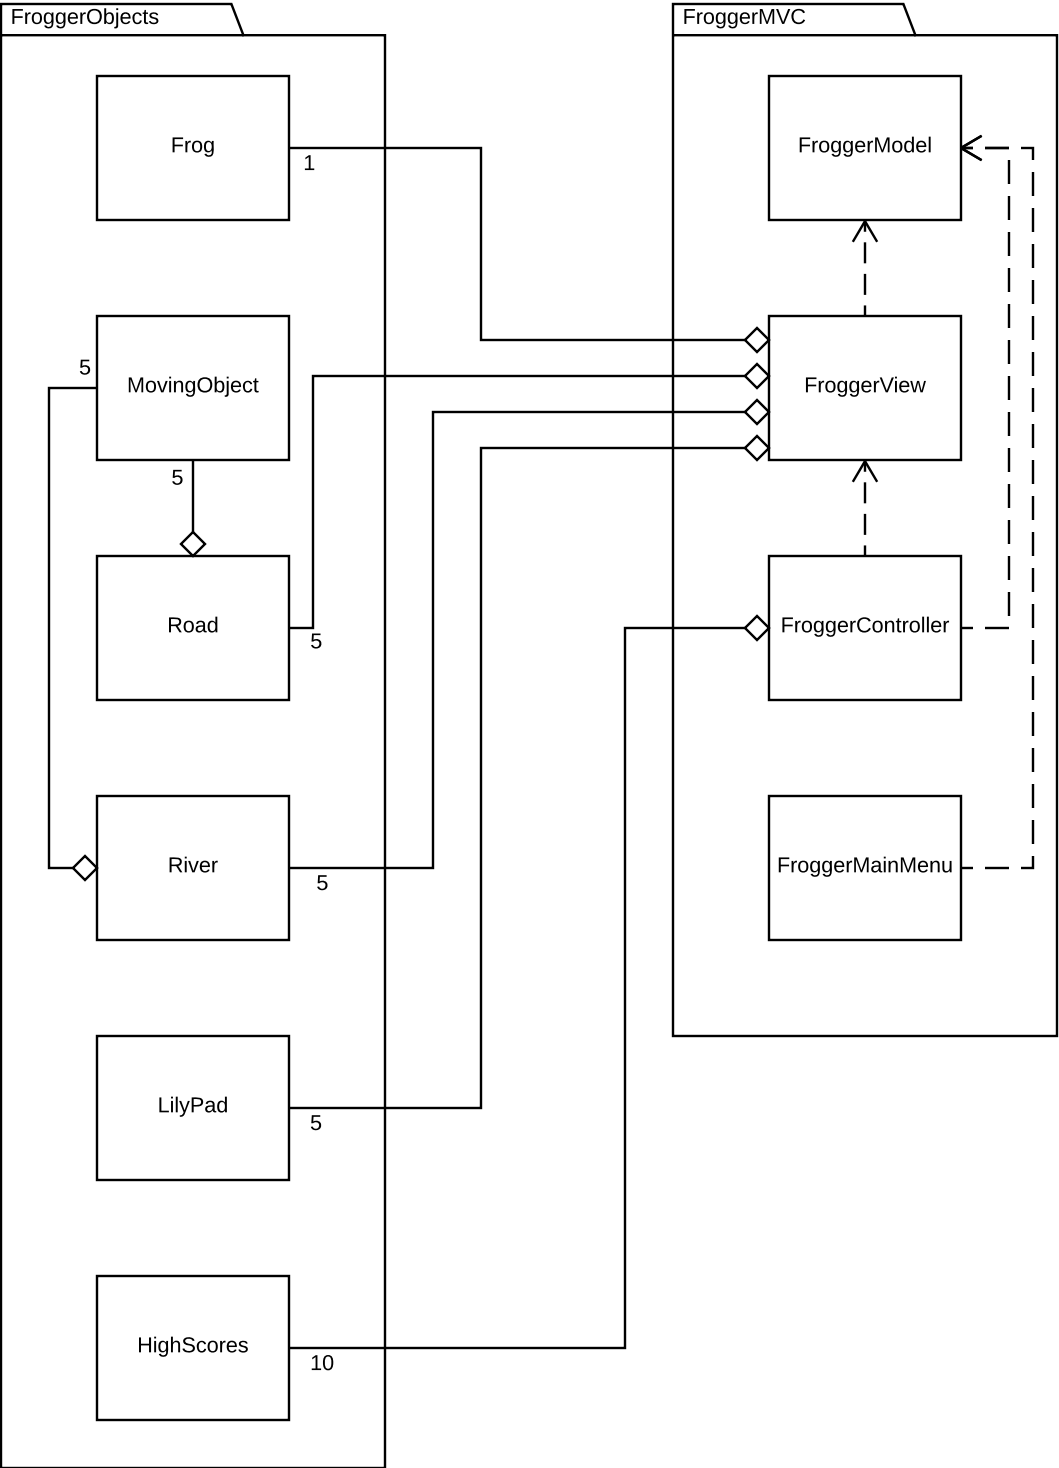 FroggerObjects
FroggerMVC
Frog
1
FroggerModel
5
MovingObject
FroggerView
5
Road
5
FroggerController
River
5
FroggerMainMenu
LilyPad
5
HighScores
10